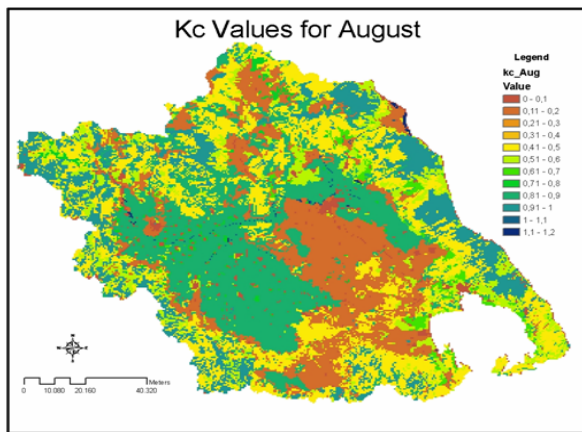 Kc Values for August
Legend
kc_Aug
Value
0 - 0,1
0,11 - 0,2
0,21 - 0,3
0,31 - 0,4
0,41 - 0,5
0,51 - 0,6
0,61 - 0,7
0,71 - 0,8
0,81 - 0,9
0,91 - 1
1 - 1,1
1,1 - 1,2
Meters
0 10.080 20.160 40.320